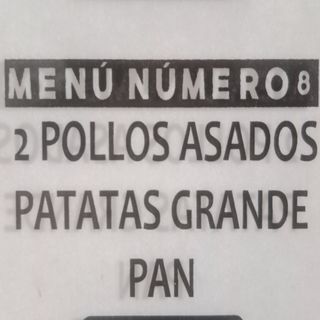 MENÚ NÚMERO 8
2 POLLOS ASADOS
PATATAS GRANDE
PAN